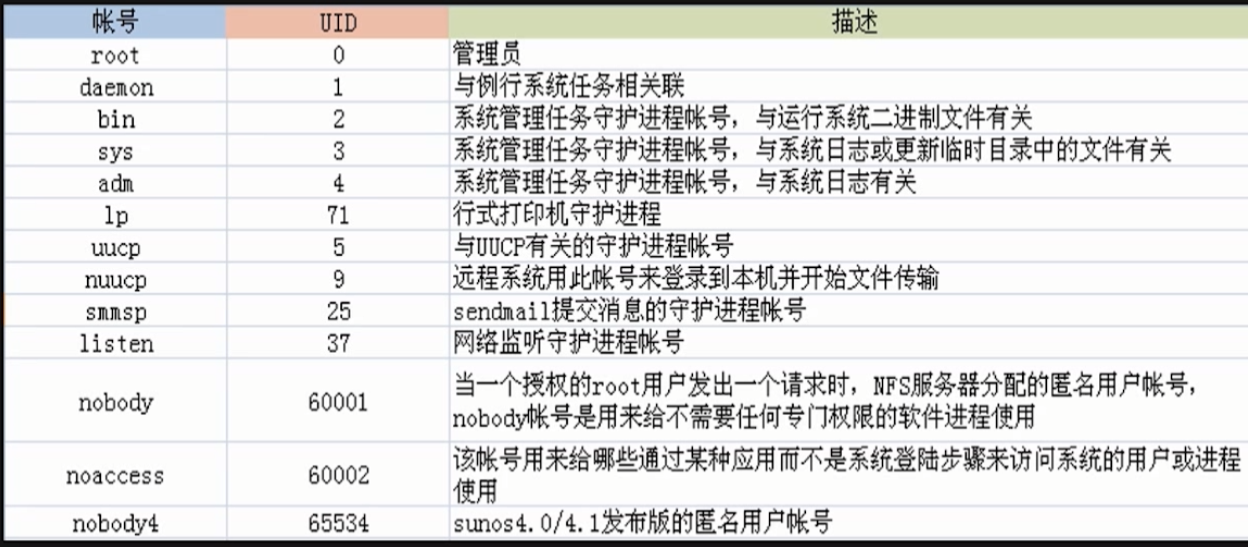 帐号 UID 描述
root 0 管理员
daemon 1 与例行系统任务相关联
bin 2 系统管理任务守护进程帐号，与运行系统二进制文件有关
sys 3 系统管理任务守护进程帐号，与系统日志或更新临时目录中的文件有关
adm 4 系统管理任务守护进程帐号，与系统日志有关
lp 71 行式打印机守护进程
uucp 5 与UUCP有关的守护进程帐号
nuucp 9 远程系统用此帐号来登录到本机并开始文件传输
smmsp 25 sendmail提交消息的守护进程帐号
listen 37 网络监听守护进程帐号
nobody 60001 当一个授权的root用户发出一个请求时，NFS服务器分配的匿名用户帐号，
nobody帐号是用来给不需要任何专门权限的软件进程使用
noaccess 60002 该帐号用来给哪些通过某种应用而不是系统登陆步骤来访问系统的用户或进程
使用
nobody4 65534 sunos4.0/4.1发布版的匿名用户帐号